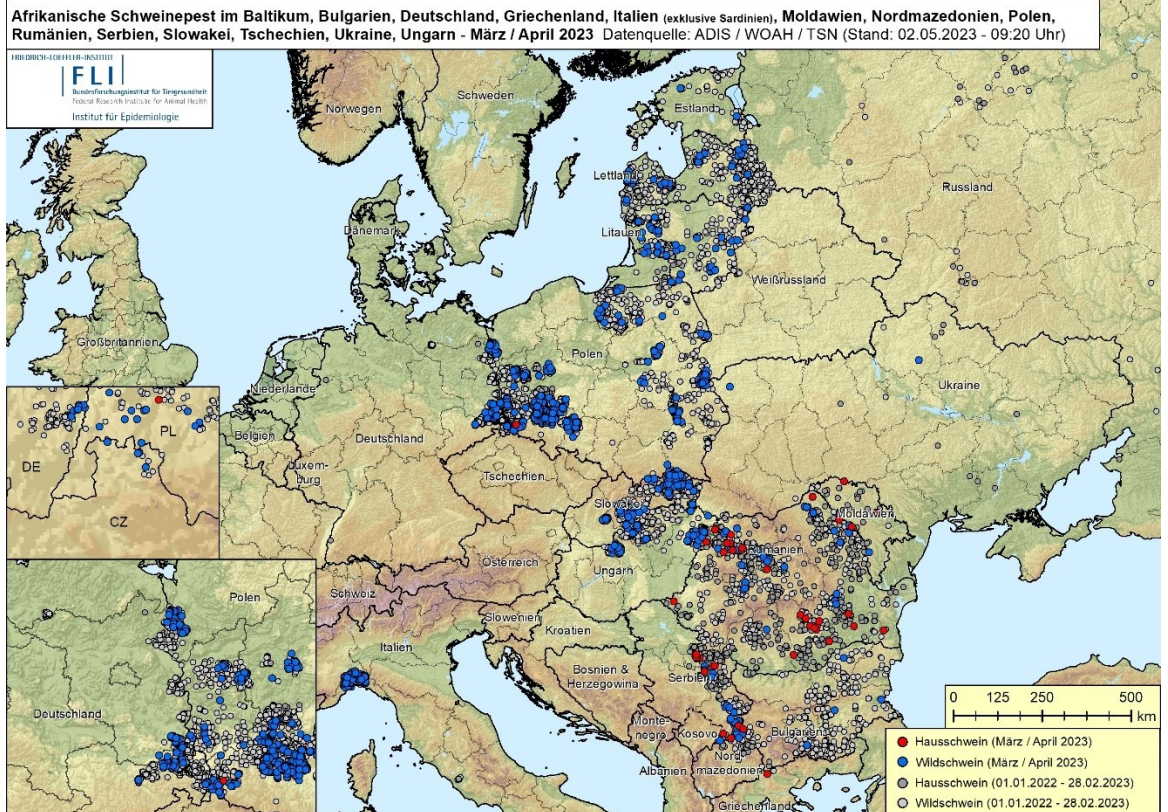 Afrikanische Schweinepest im Baltikum, Bulgarien, Deutschland, Griechenland, Italien (exklusive Sardinien), Moldawien, Nordmazedonien, Polen,
Rumänien, Serbien, Slowakei, Tschechien, Ukraine, Ungarn - März / April 2023 Datenquelle: ADIS / WOAH / TSN (Stand: 02.05.2023 - 09:20 Uhr)
FRIEDRICH-LOEFFLER-INSTITUT
FLI
Bundesforschungsinstitut für Tiergesundheit
Federal Research Institute for Animal Health
Institut für Epidemiologie
Norwegen
Schweden
Estland
Lettland
Russland
Dänemark
Litauen
Weißrussland
Großbritannien
Polen
Niederlande
Ukraine
Belgien
Deutschland
Luxem-
burg
Tschechien
Slowakei
Moldawien
Rumänien
Österreich
Ungarn
Schweiz
Slowenien
Kroatien
Italien
Bosnien &
Herzegowina
Serbien
Monte-
negro
Kosovo
Bulgarien
Nord-
mazedonien
Albanien
Griechenland
PL
DE
CZ
Polen
Deutschland
0 125 250 500
km
Hausschwein (März / April 2023)
Wildschwein (März / April 2023)
Hausschwein (01.01.2022 - 28.02.2023)
Wildschwein (01.01.2022 - 28.02.2023)